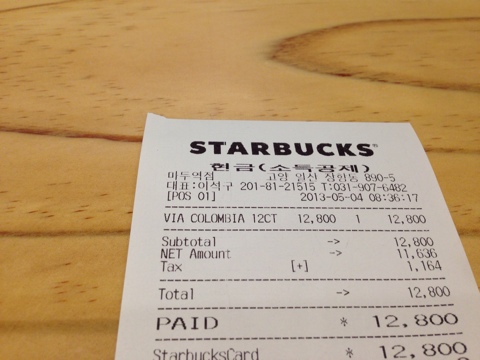 STARBUCKS®
현금(소득공제)
마두역점 고양 일산 장항동 890-5
대표:이석구 201-81-21515 T:031-907-6482
[POS 01] 2013-05-04 08:36:17
VIA COLOMBIA 12CT 12,800 1 12,800
Subtotal -> 12,800
NET Amount -> 11,636
Tax [+] 1,164
Total -> 12,800
PAID * 12,800
StarbucksCard * 12,800